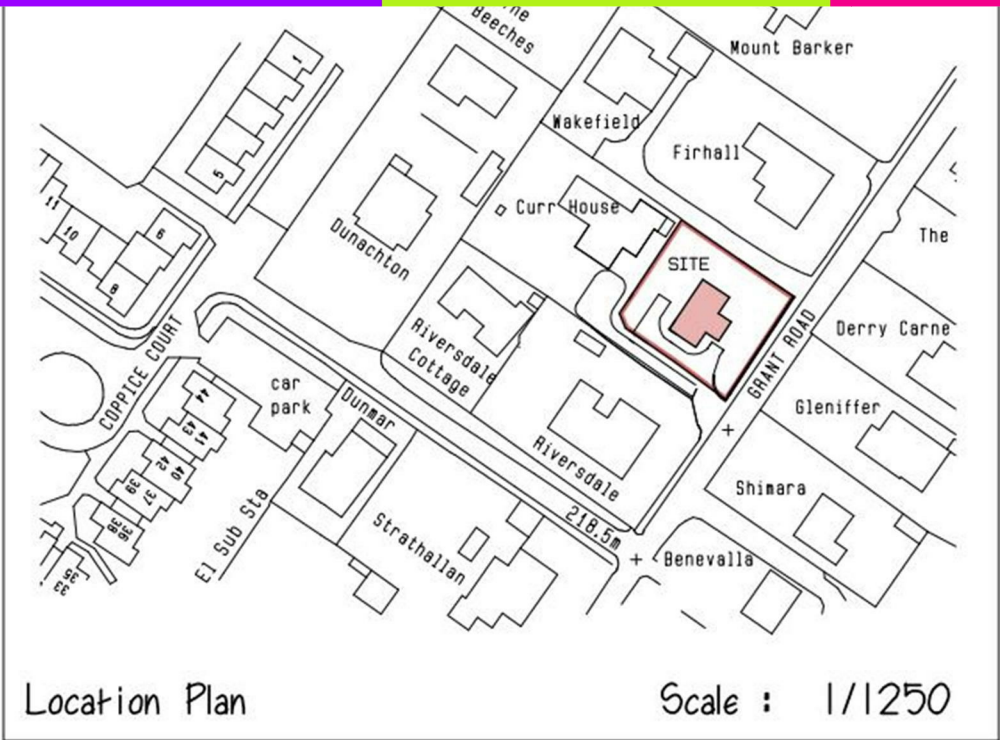 Beeches
Mount Barker
1
Wakefield
Firhall
5
11
Curr House
10
6
The
Dunachton
SITE
8
Derry Carne
Riversdale
Cottage
COPPICE COURT
GRANT ROAD
car
park
44
Dunmar
Gleniffer
43
41
42
40
Riversdale
39
37
Shimara
El Sub Sta
218.5m
38
36
Strathallan
Benevalla
35
33
Location Plan
Scale : 1/1250